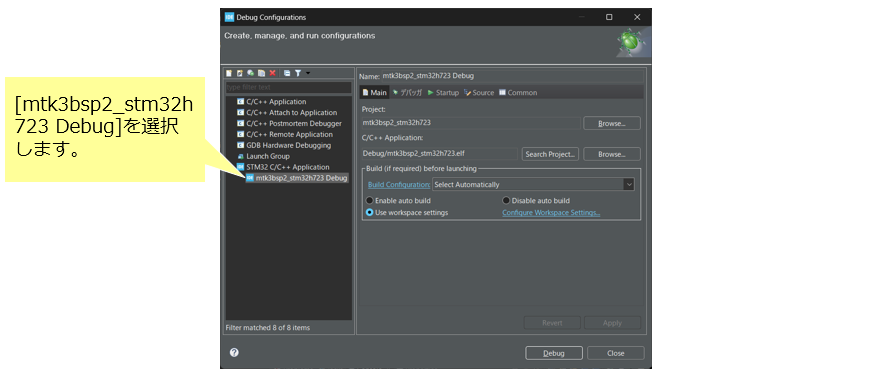 [mtk3bsp2_stm32h
723 Debug]を選択
します。
IDE Debug Configurations
Create, manage, and run configurations
type filter text
C/C++ Application
C/C++ Attach to Application
C/C++ Postmortem Debugger
C/C++ Remote Application
GDB Hardware Debugging
Launch Group
STM32 C/C++ Application
mtk3bsp2_stm32h723 Debug
Filter matched 8 of 8 items
Name: mtk3bsp2_stm32h723 Debug
Main デバッガ Startup Source Common
Project:
mtk3bsp2_stm32h723 Browse...
C/C++ Application:
Debug/mtk3bsp2_stm32h723.elf Search Project... Browse...
Build (if required) before launching
Build Configuration: Select Automatically
Enable auto build Disable auto build
Use workspace settings Configure Workspace Settings...
Revert Apply
? Debug Close